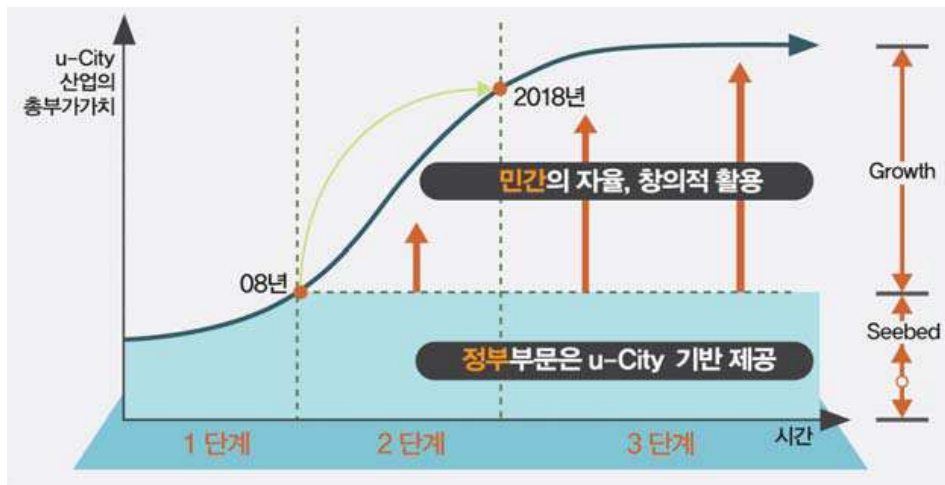 u-City
산업의
총부가가치
2018년
민간의 자율, 창의적 활용
Growth
08년
Seebed
정부부문은 u-City 기반 제공
시간
1 단계
2 단계
3 단계